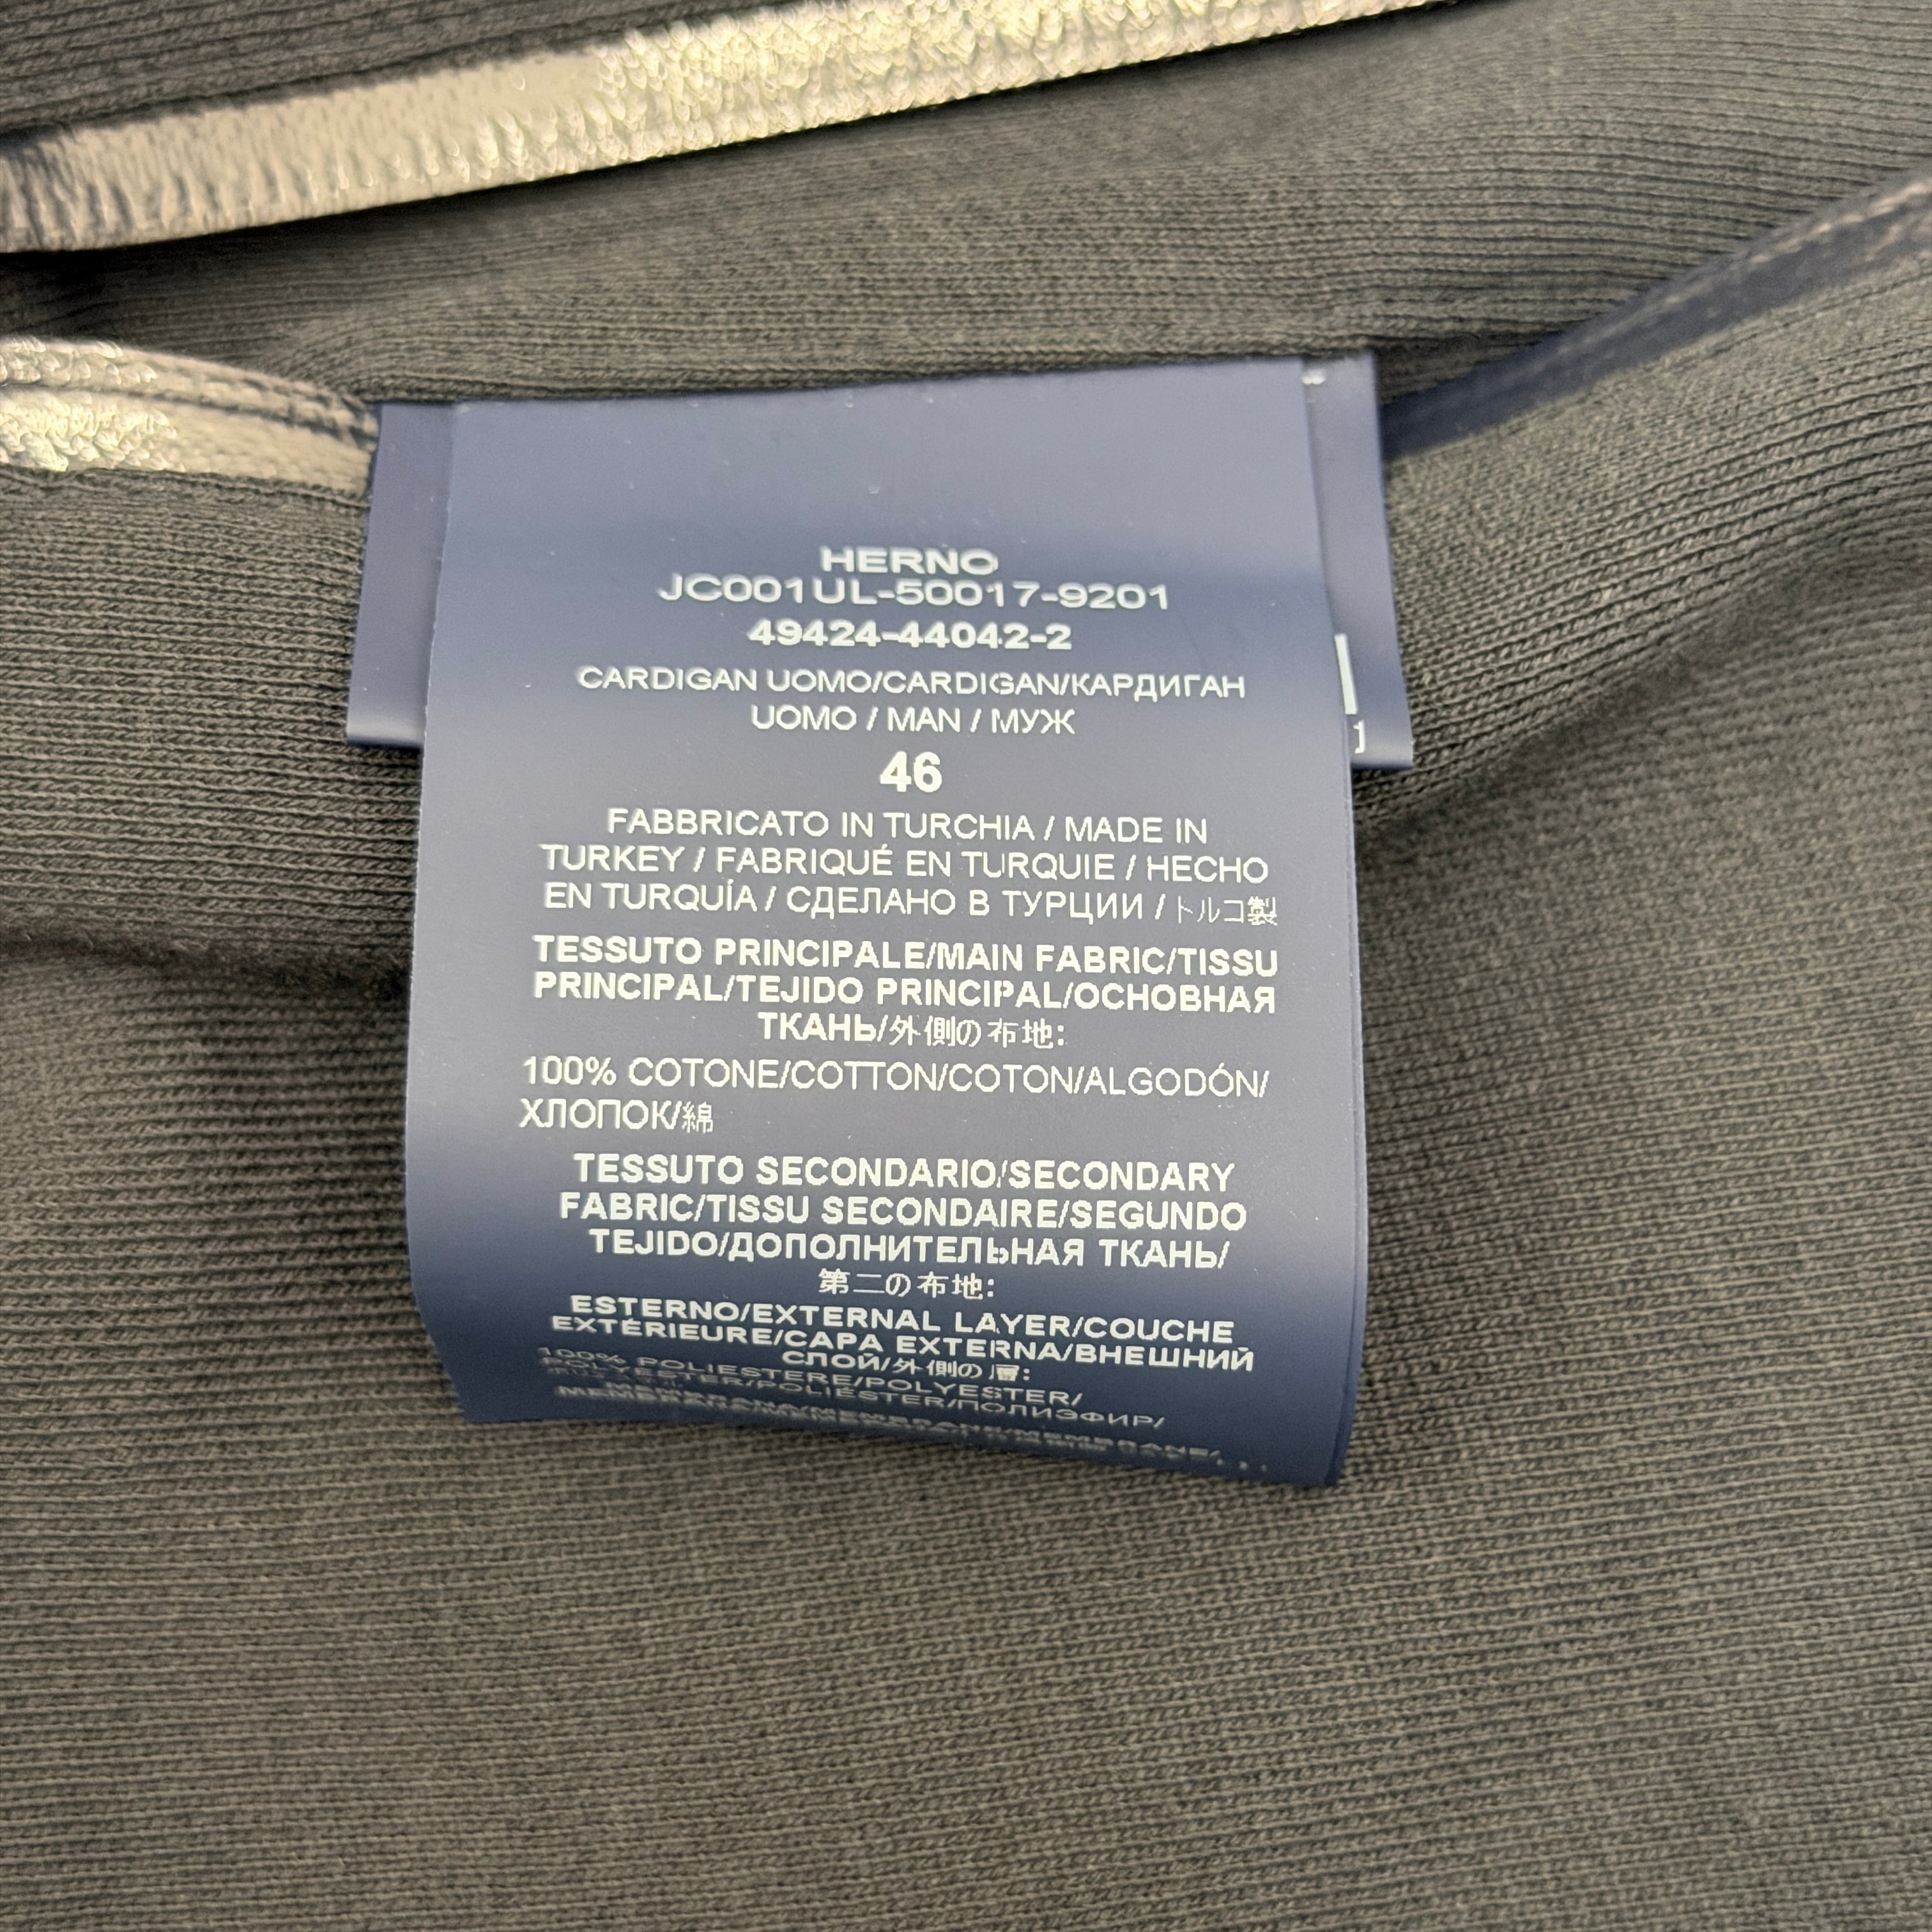 HERNO
JC001UL-50017-9201
49424-44042-2
CARDIGAN UOMO/CARDIGAN/КАРДИГАН
UOMO / MAN / МУЖ
46
FABBRICATO IN TURCHIA / MADE IN
TURKEY / FABRIQUÉ EN TURQUIE / HECHO
EN TURQUÍA / СДЕЛАНО В ТУРЦИИ / トルコ製
TESSUTO PRINCIPALE/MAIN FABRIC/TISSU
PRINCIPAL/TEJIDO PRINCIPAL/ОСНОВНАЯ
ТКАНЬ/外側の布地:
100% COTONE/COTTON/COTON/ALGODÓN/
ХЛОПОК/綿
TESSUTO SECONDARIO/SECONDARY
FABRIC/TISSU SECONDAIRE/SEGUNDO
TEJIDO/ДОПОЛНИТЕЛЬНАЯ ТКАНЬ/
第二の布地:
ESTERNO/EXTERNAL LAYER/COUCHE
EXTÉRIEURE/CAPA EXTERNA/ВНЕШНИЙ
СЛОЙ/外側の層:
100% POLIESTERE/POLYESTER/
POLYESTER/POLIÉSTER/ПОЛИЭФИР/
MEMBRANA/MEMBRANE/MEMBRANE/